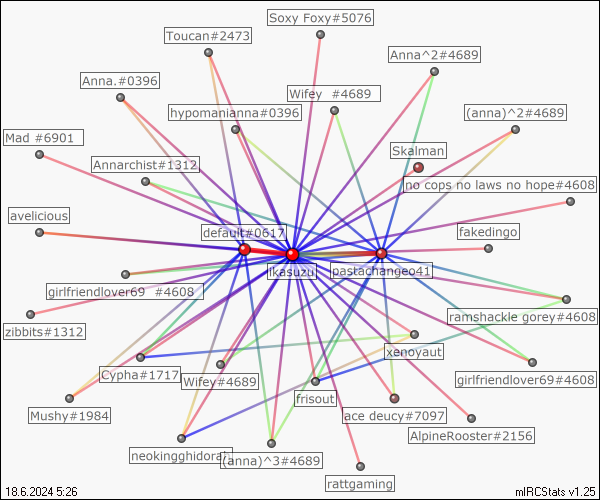 Soxy Foxy#5076
Toucan#2473
Anna^2#4689
Anna.#0396
Wifey  #4689
hypomanianna#0396
(anna)^2#4689
Mad #6901
Skalman
Annarchist#1312
no cops no laws no hope#4608
avelicious
default#0617
fakedingo
ikasuzu
pastachangeo41
girlfriendlover69  #4608
ramshackle gorey#4608
zibbits#1312
xenoyaut
Cypha#1717
Wifey#4689
girlfriendlover69#4608
frisout
Mushy#1984
ace deucy#7097
AlpineRooster#2156
neokingghidorah
(anna)^3#4689
rattgaming
18.6.2024 5:26
mIRCStats v1.25